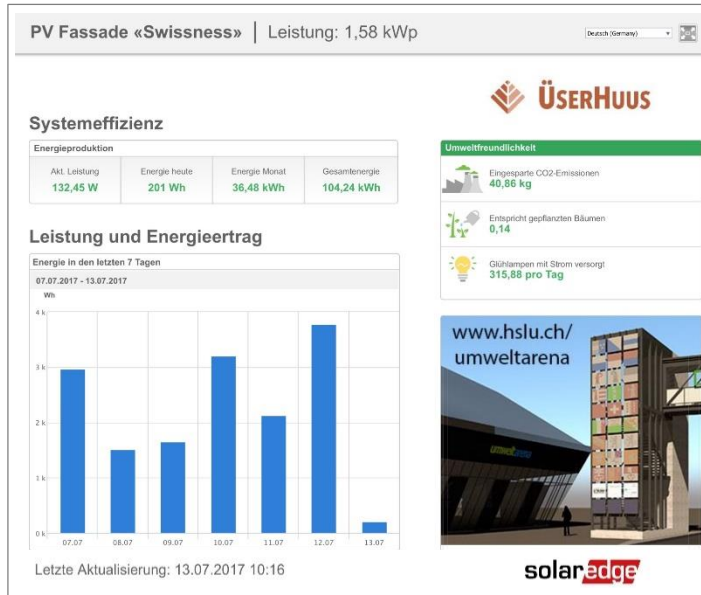 PV Fassade «Swissness» | Leistung: 1,58 kWp
Deutsch (Germany)
ÜSERHUUS
Systemeffizienz
Energieproduktion
Akt. Leistung
132,45 W
Energie heute
201 Wh
Energie Monat
36,48 kWh
Gesamtenergie
104,24 kWh
Umweltfreundlichkeit
Eingesparte CO2-Emissionen
40,86 kg
Entspricht gepflanzten Bäumen
0,14
Glühlampen mit Strom versorgt
315,88 pro Tag
Leistung und Energieertrag
Energie in den letzten 7 Tagen
07.07.2017 - 13.07.2017
Wh
4 k
3 k
2 k
1 k
0 k
07.07 08.07 09.07 10.07 11.07 12.07 13.07
www.hslu.ch/
umweltarena
umweltarena
Letzte Aktualisierung: 13.07.2017 10:16
solaredge